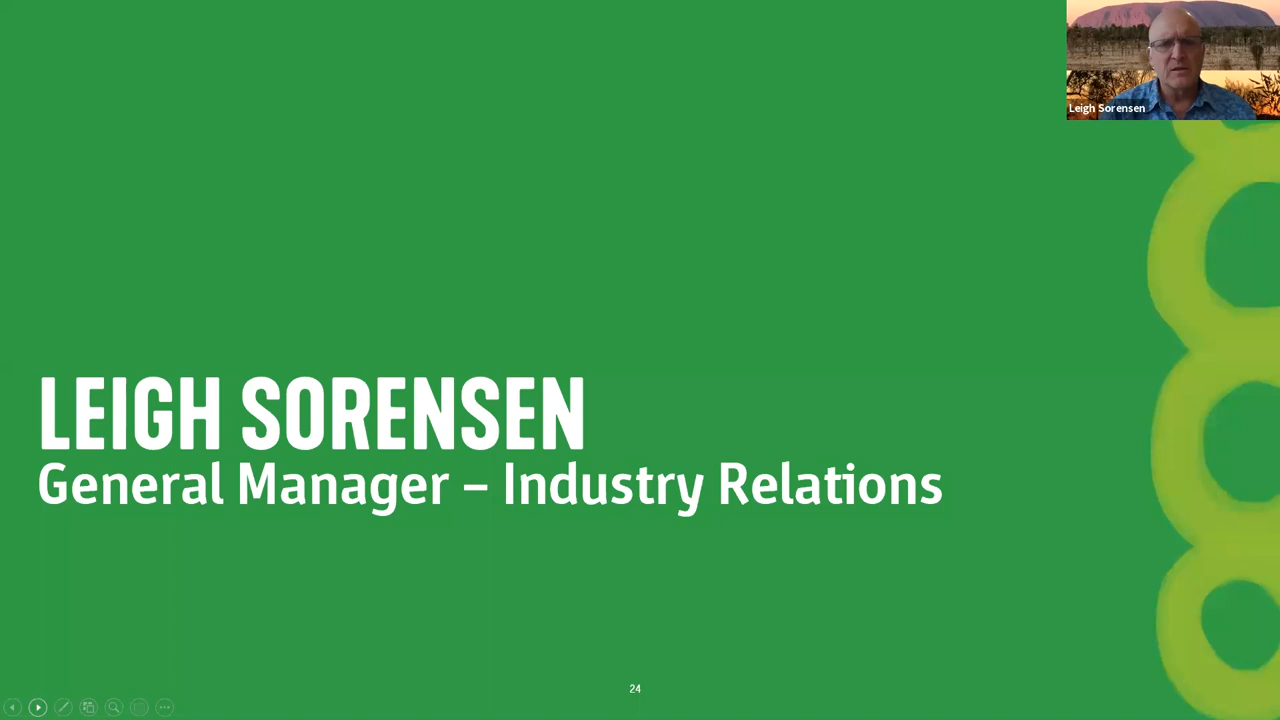 Leigh Sorensen
LEIGH SORENSEN
General Manager – Industry Relations
24